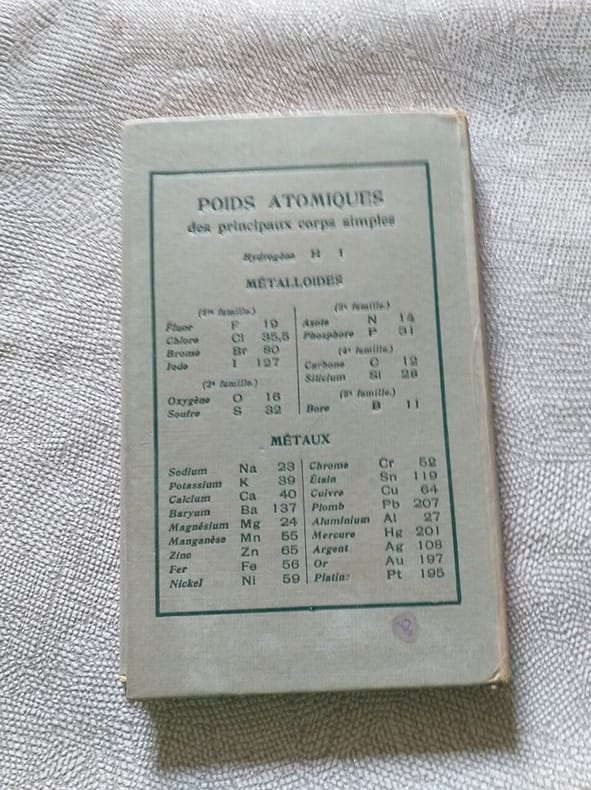 POIDS ATOMIQUES
des principaux corps simples
Hydrogène H 1
MÉTALLOIDES
(1re famille.)
Fluor F 19
Chlore Cl 35,5
Brome Br 80
Iode I 127
(2e famille.)
Oxygène O 16
Soufre S 32
(3e famille.)
Azote N 14
Phosphore P 31
(4e famille.)
Carbone C 12
Silicium Si 28
(5e famille.)
Bore B 11
MÉTAUX
Sodium Na 23
Potassium K 39
Calcium Ca 40
Baryum Ba 137
Magnésium Mg 24
Manganèse Mn 55
Zinc Zn 65
Fer Fe 56
Nickel Ni 59
Chrome Cr 52
Étain Sn 119
Cuivre Cu 64
Plomb Pb 207
Aluminium Al 27
Mercure Hg 201
Argent Ag 108
Or Au 197
Platine Pt 195